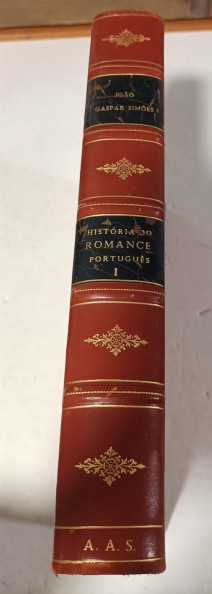 JOÃO
GASPAR SIMÕES
HISTÓRIA DO
ROMANCE
PORTUGUÊS
I
A. A. S.